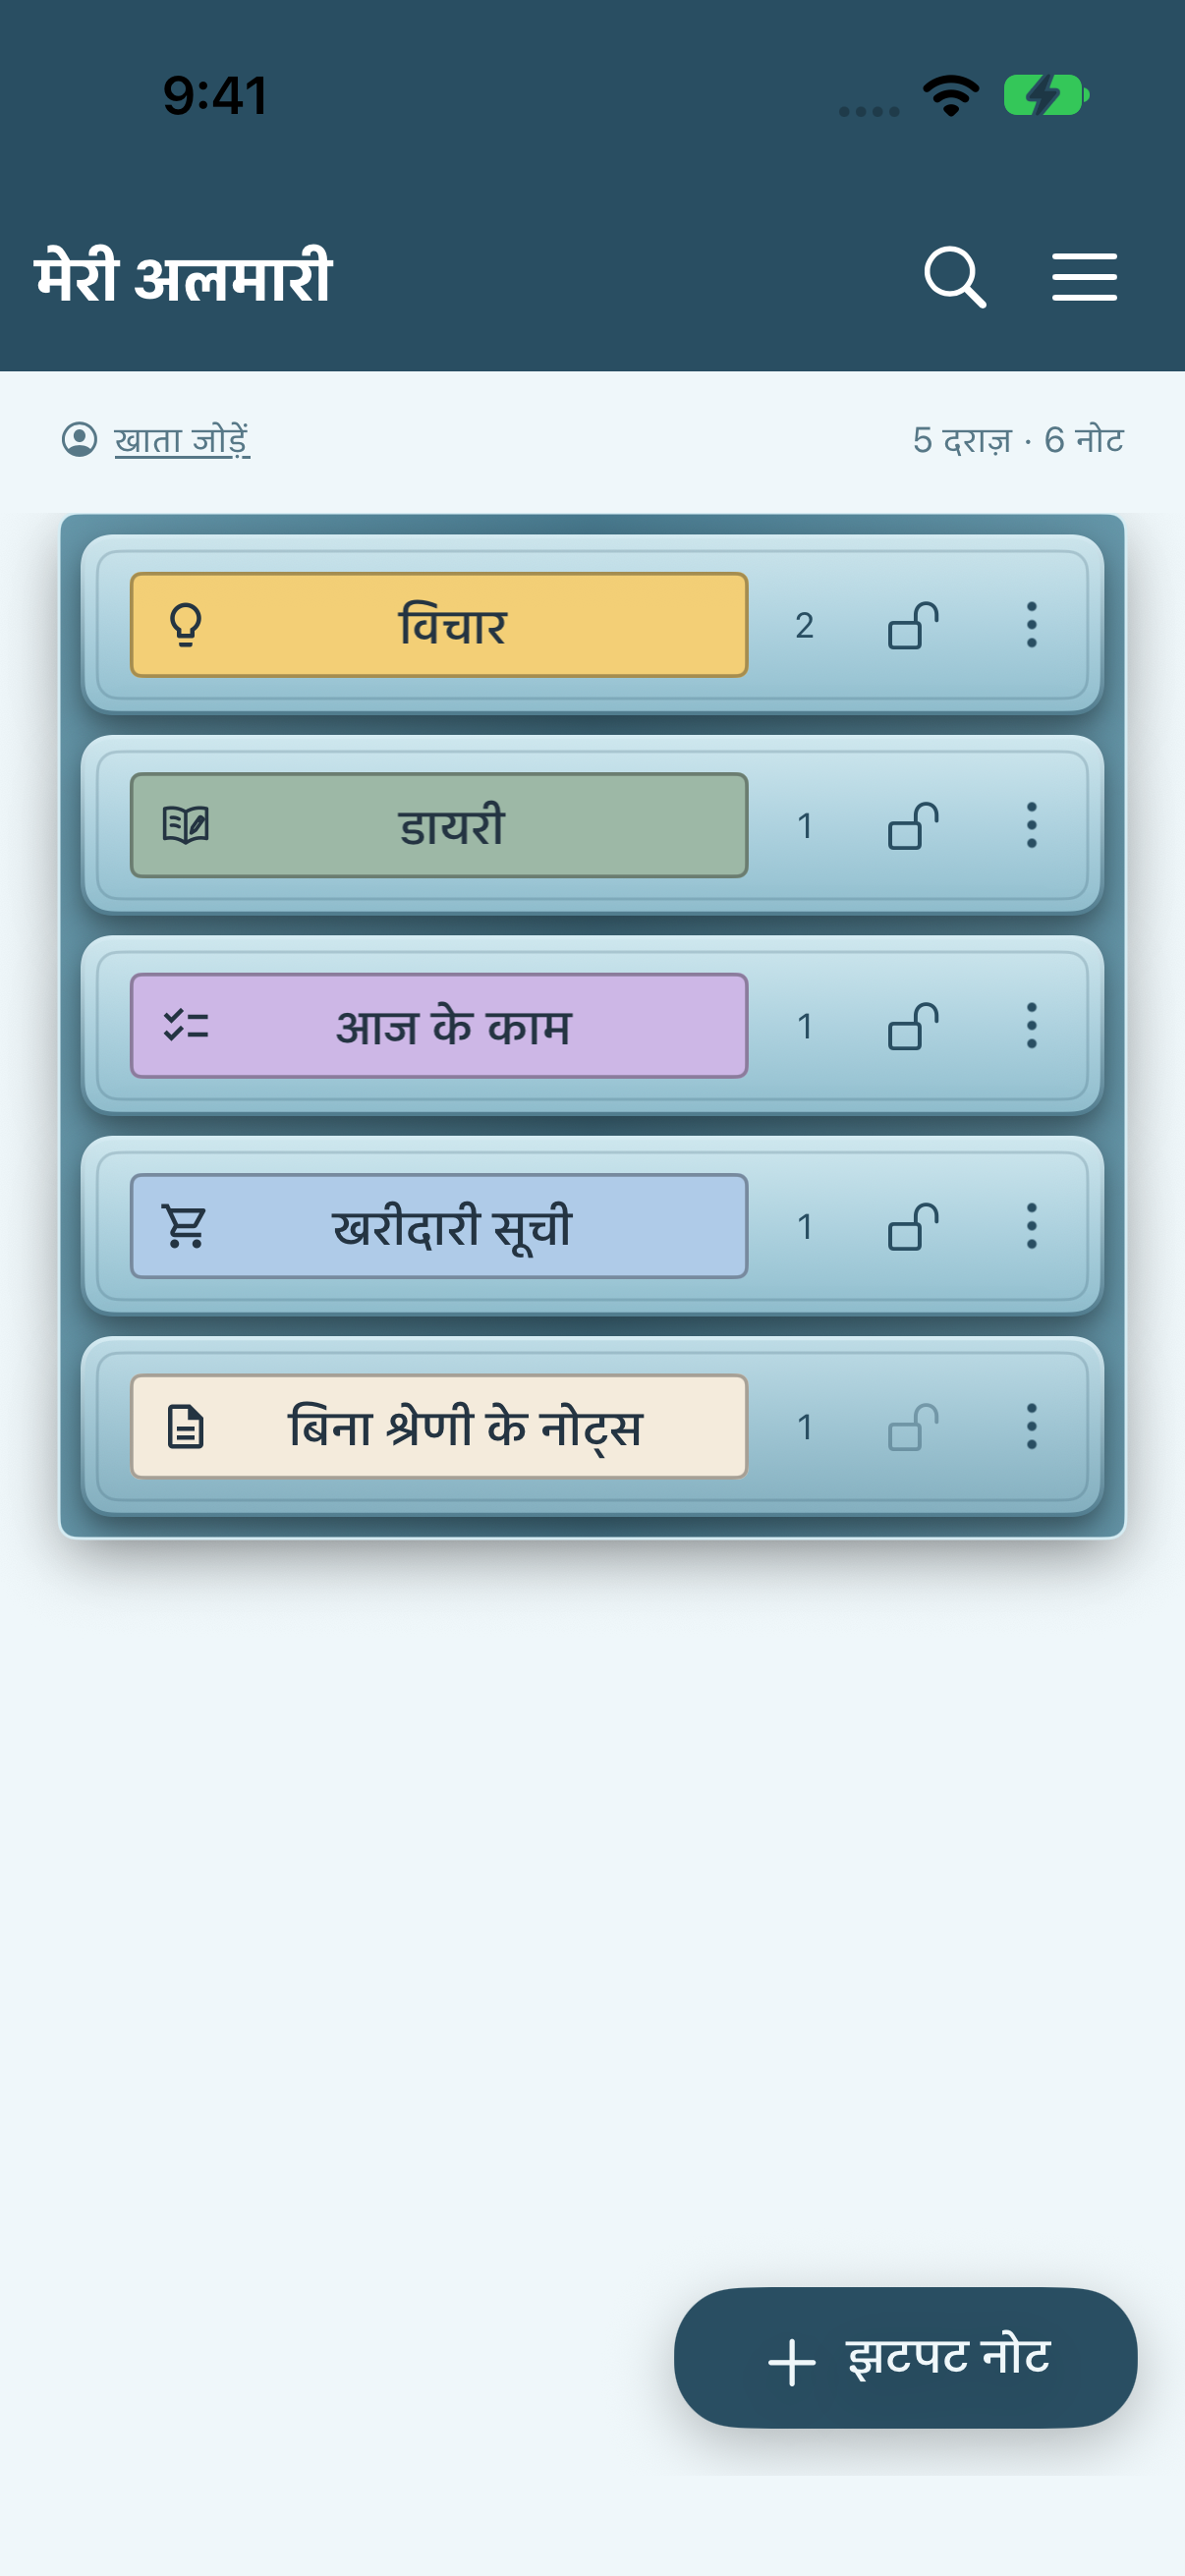 9:41
मेरी अलमारी
खाता जोड़ें
5 दराज़ · 6 नोट
विचार 2
डायरी 1
आज के काम 1
खरीदारी सूची 1
बिना श्रेणी के नोट्स 1
झटपट नोट